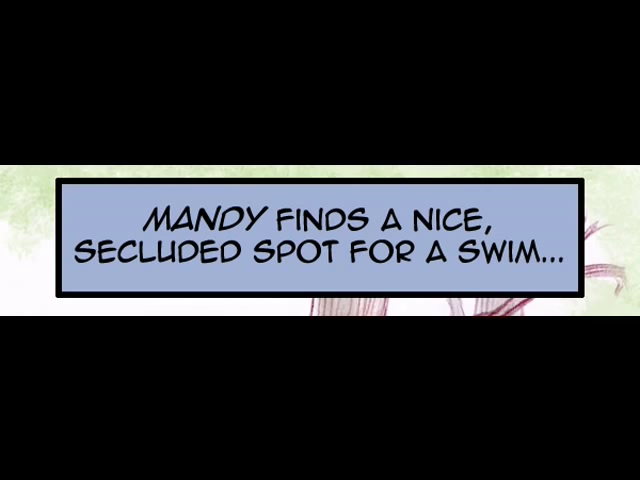 MANDY FINDS A NICE,
SECLUDED SPOT FOR A SWIM...